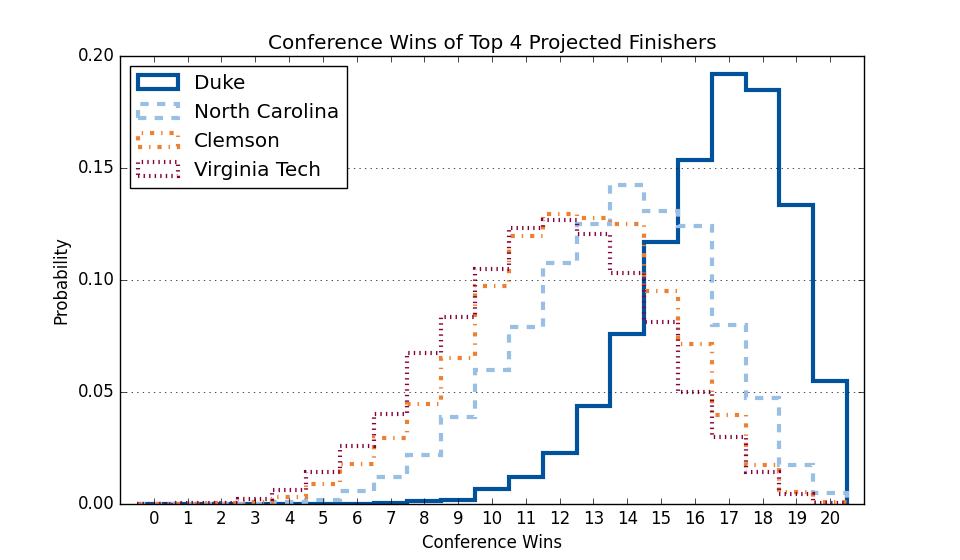 Conference Wins of Top 4 Projected Finishers
0.20
0.15
0.10
0.05
0.00
Probability
Duke
North Carolina
Clemson
Virginia Tech
0 1 2 3 4 5 6 7 8 9 10 11 12 13 14 15 16 17 18 19 20
Conference Wins